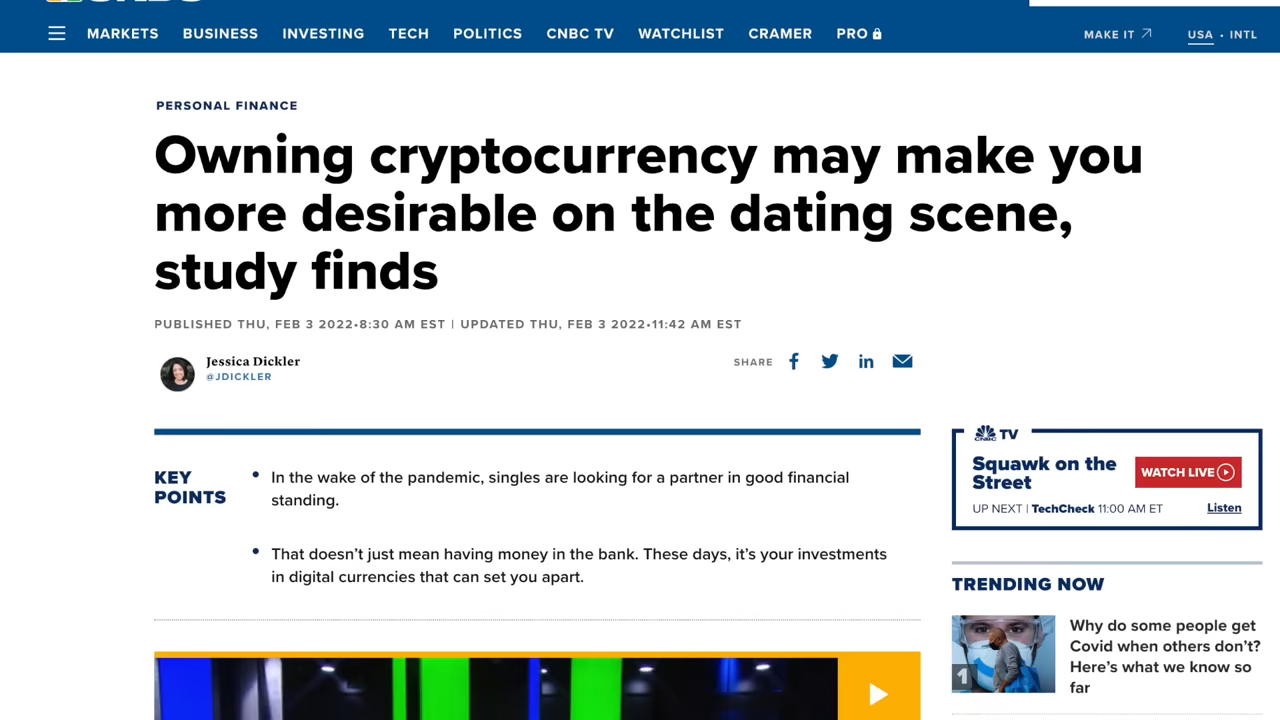 MARKETS BUSINESS INVESTING TECH POLITICS CNBC TV WATCHLIST CRAMER PRO MAKE IT USA • INTL
PERSONAL FINANCE
Owning cryptocurrency may make you
more desirable on the dating scene,
study finds
PUBLISHED THU, FEB 3 2022•8:30 AM EST | UPDATED THU, FEB 3 2022•11:42 AM EST
Jessica Dickler
@JDICKLER
SHARE
KEY
POINTS
In the wake of the pandemic, singles are looking for a partner in good financial
standing.
That doesn't just mean having money in the bank. These days, it's your investments
in digital currencies that can set you apart.
CNBC TV
Squawk on the
Street
WATCH LIVE
UP NEXT | TechCheck 11:00 AM ET
Listen
TRENDING NOW
1
Why do some people get
Covid when others don't?
Here's what we know so
far